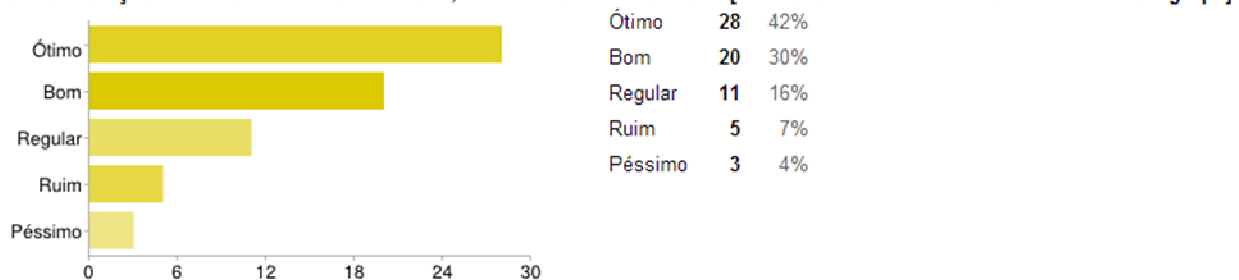 Ótimo
Bom
Regular
Ruim
Péssimo
0 6 12 18 24 30
Ótimo 28 42%
Bom 20 30%
Regular 11 16%
Ruim 5 7%
Péssimo 3 4%